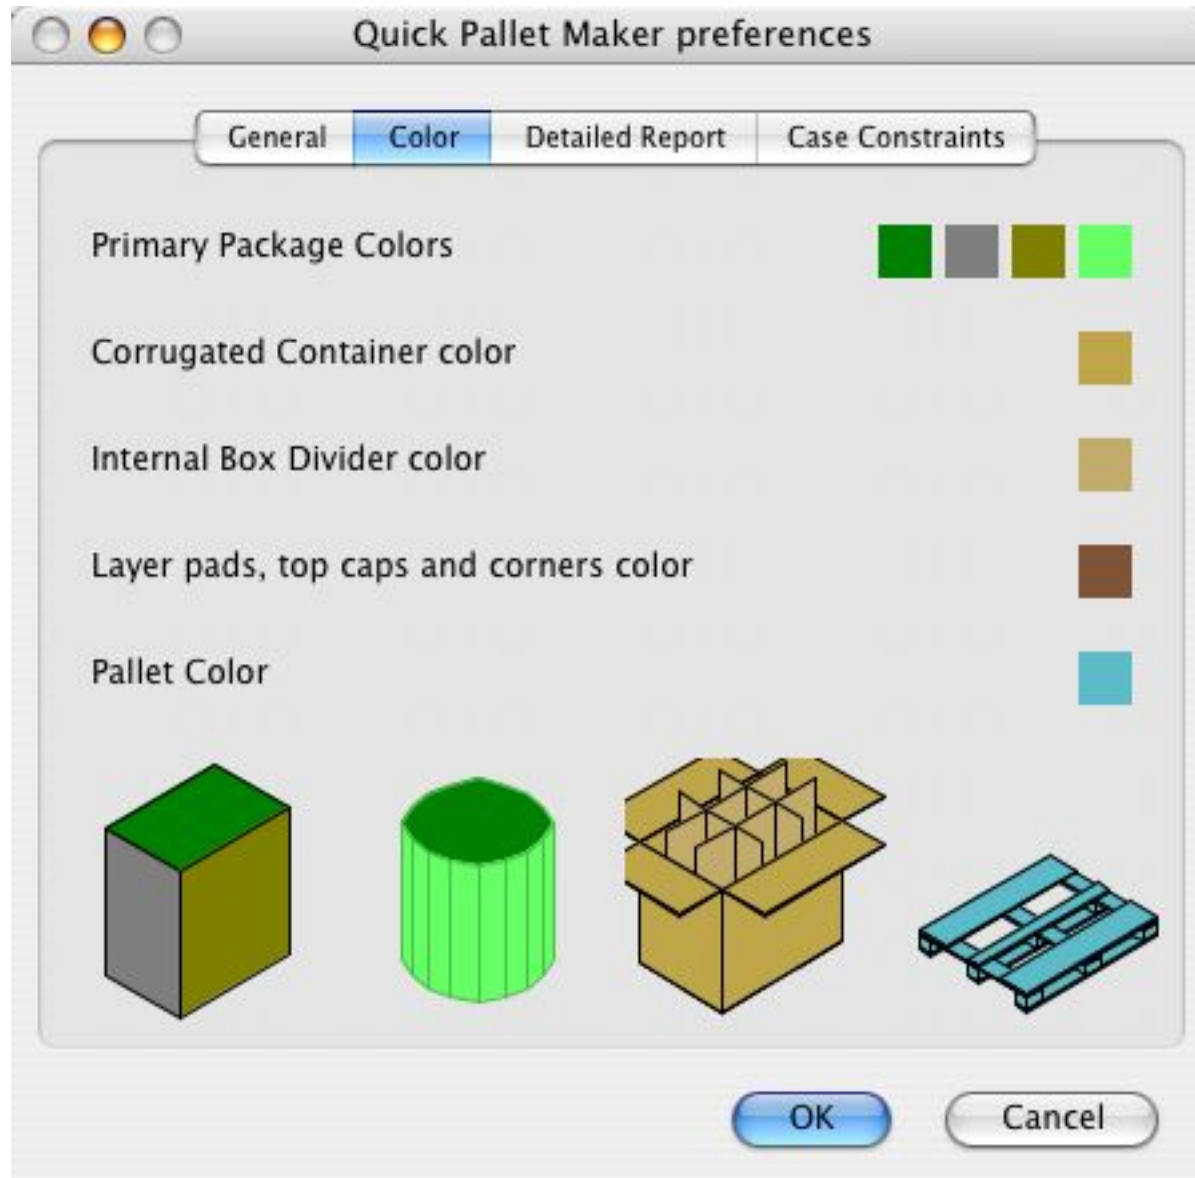 Quick Pallet Maker preferences
General Color Detailed Report Case Constraints
Primary Package Colors
Corrugated Container color
Internal Box Divider color
Layer pads, top caps and corners color
Pallet Color
OK Cancel